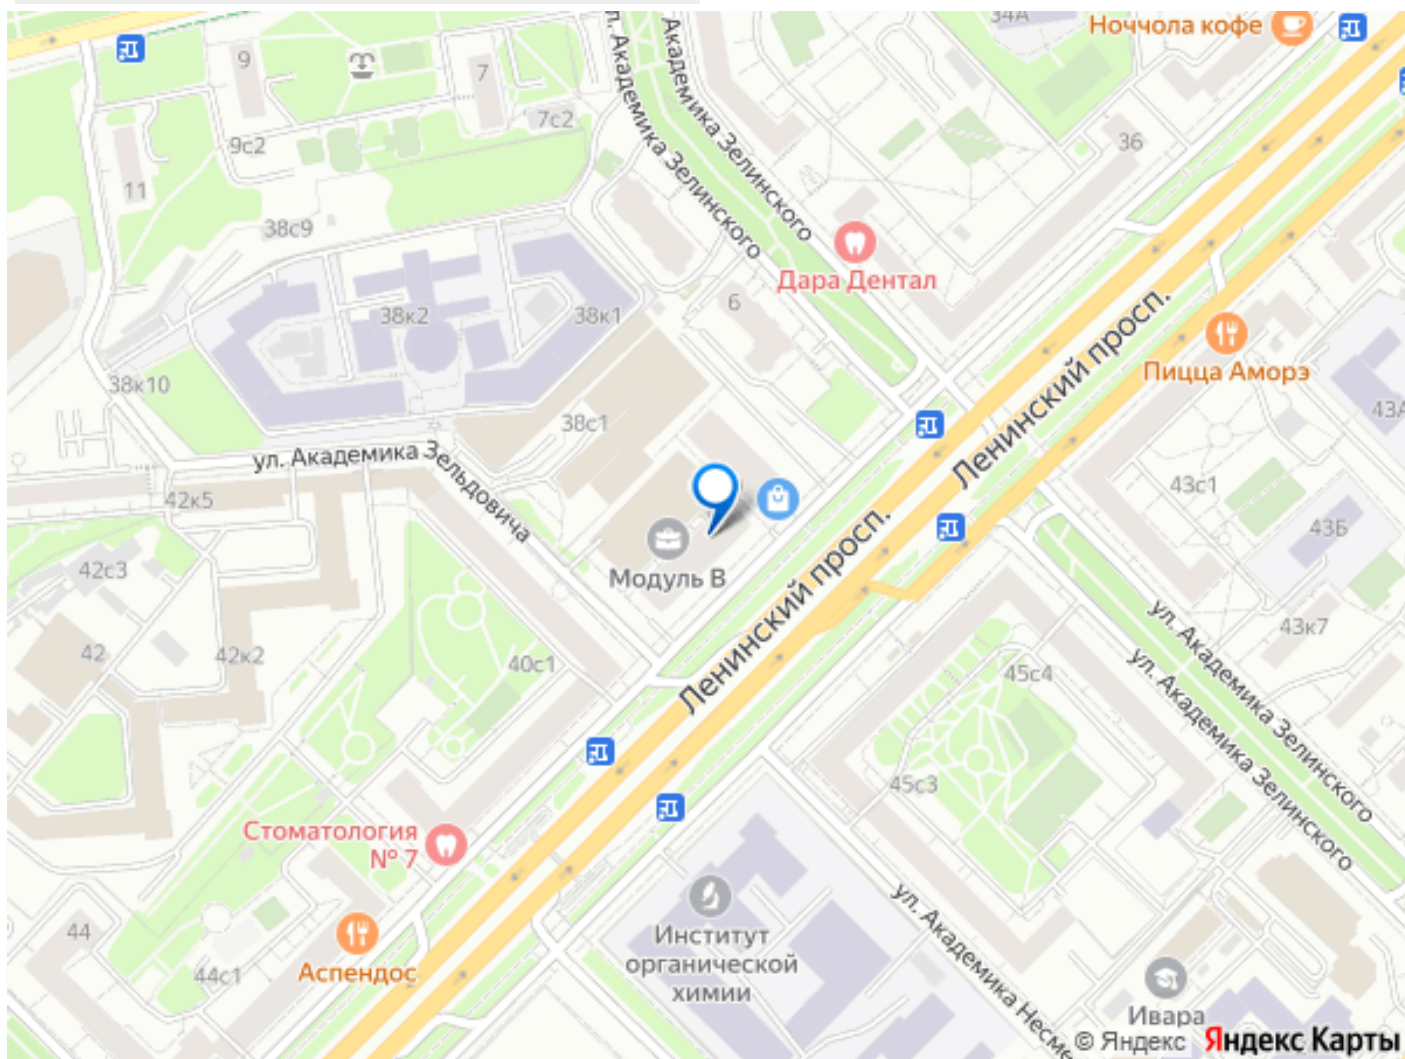 34А
Ноччола кофе
9
7
7с2
9с2
11
36
ул. Академика Зелинского
Академика Зелинского
38с9
Дара Дентал
38к2
38к1
6
Ленинский просп.
Пицца Аморэ
38к10
38с1
43А
ул. Академика Зельдовича
42к5
43с1
43Б
Модуль В
Ленинский просп.
42с3
42
42к2
40с1
43к7
45с4
45с3
ул. Академика Зелинского
ул. Академика Зелинского
Стоматология
№ 7
44
44с1
Аспендос
Институт
органической
химии
ул. Академика Несме
Ивара
© Яндекс Яндекс Карты